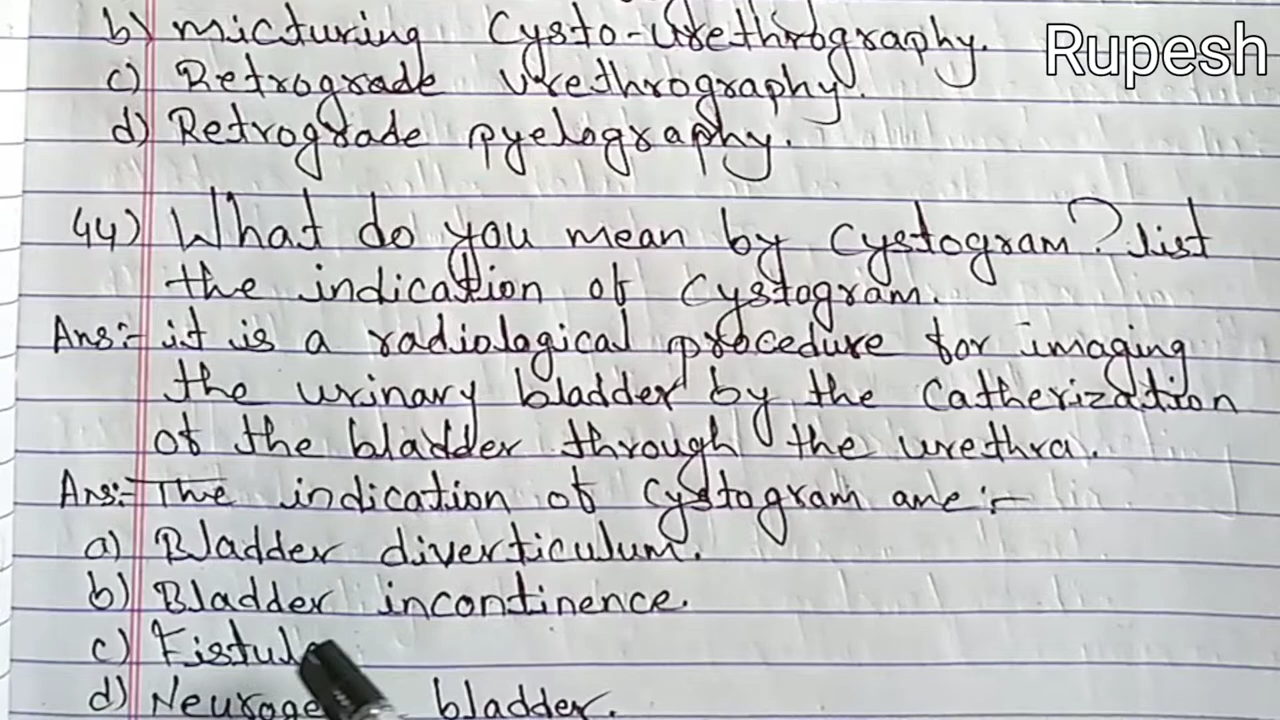 b) micturing Cysto-urethrography.
Rupesh
c) Retrograde urethrography.
d) Retrograde pyelography.
44) What do you mean by Cystogram? list
the indication of Cystogram.
Ans:- it is a radiological procedure for imaging
the urinary bladder by the Catherization
of the bladder through the urethra.
Ans:- The indication of Cystogram are:-
a) Bladder diverticulum.
b) Bladder incontinence.
c) Fistula
d) bladder.